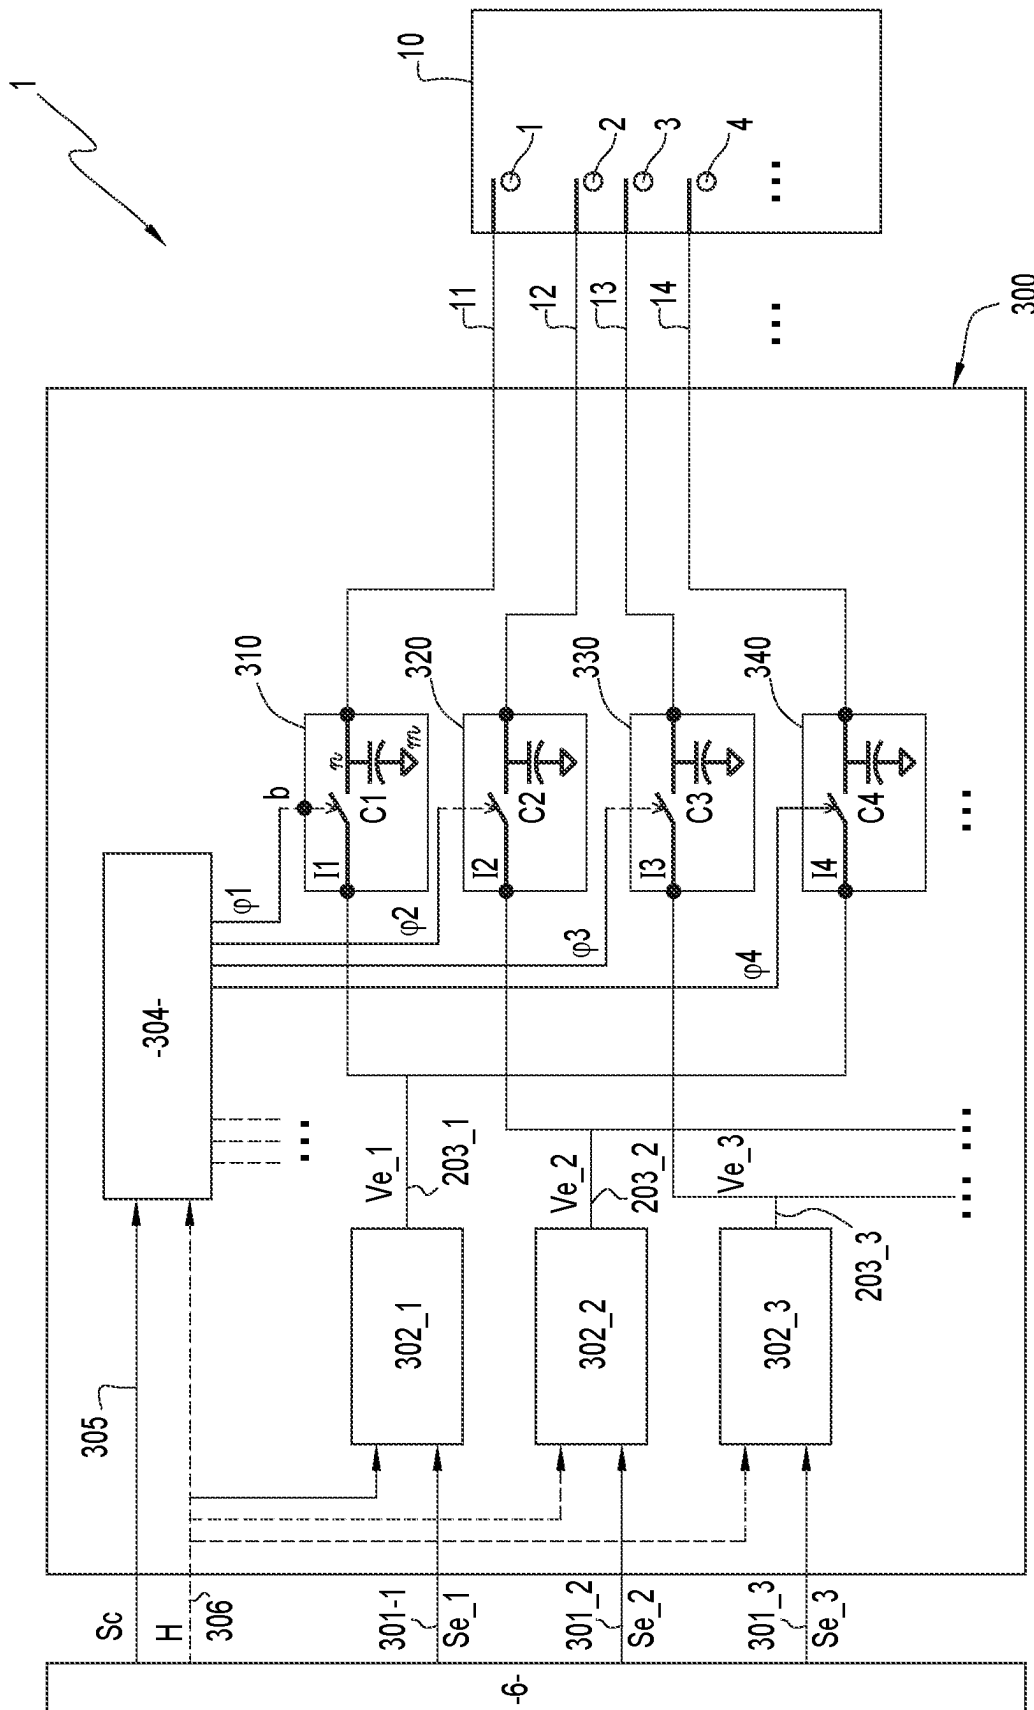 1
10
1
2
3
4
...
11
12
13
14
...
300
310
320
330
340
b
n
m
C1
C2
C3
C4
I1
I2
I3
I4
...
φ1
φ2
φ3
φ4
-304-
...
Ve_1
203_1
Ve_2
203_2
Ve_3
203_3
...
...
302_1
302_2
302_3
305
Sc
H
306
301-1
Se_1
301_2
Se_2
301_3
Se_3
-6-